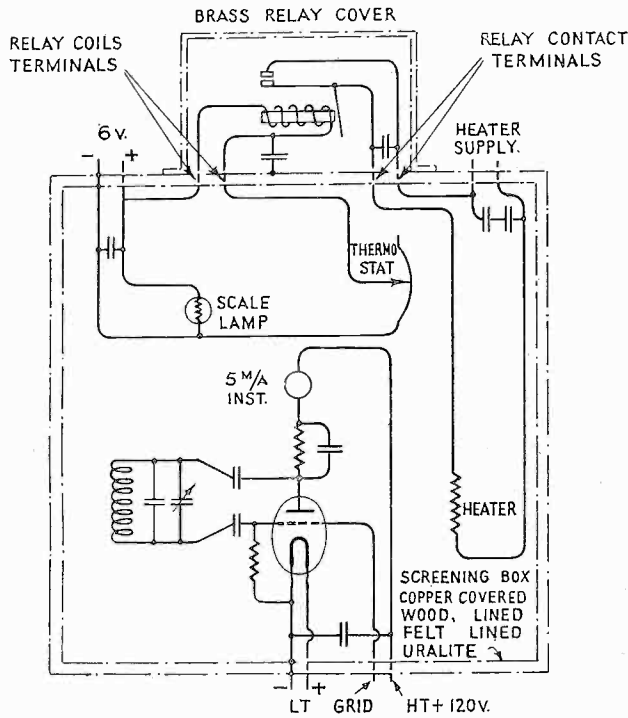 BRASS RELAY COVER
RELAY COILS
TERMINALS
RELAY CONTACT
TERMINALS
6 V.
- +
HEATER
SUPPLY.
THERMO
STAT
SCALE
LAMP
5 M/A
INST.
HEATER
SCREENING BOX
COPPER COVERED
WOOD, LINED
FELT LINED
URALITE
- +
LT GRID HT+ 120V.